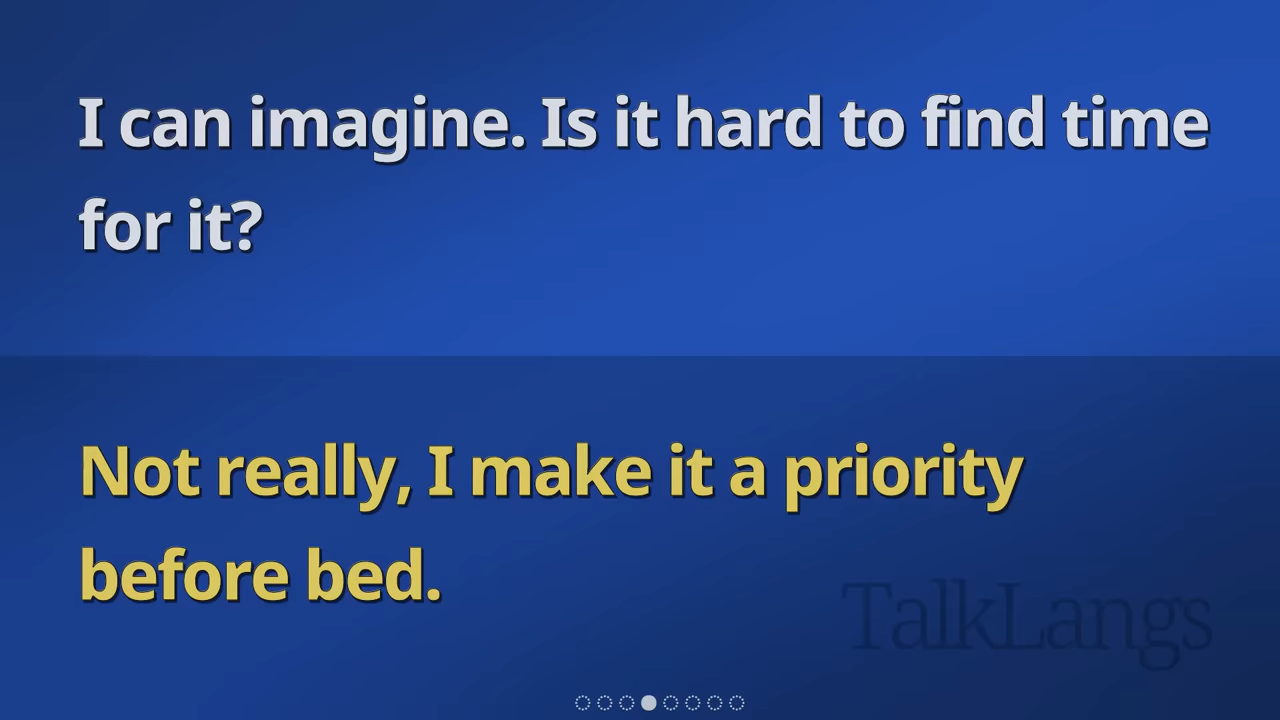 I can imagine. Is it hard to find time
for it?
Not really, I make it a priority
before bed.
TalkLangs